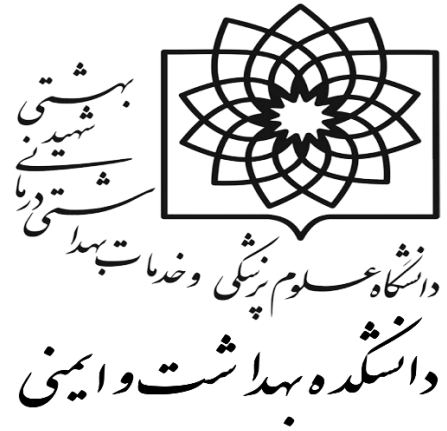 دانشگاه علوم پزشکی و خدمات بهداشتی درمانی شهید بهشتی
دانشکده بهداشت و ایمنی